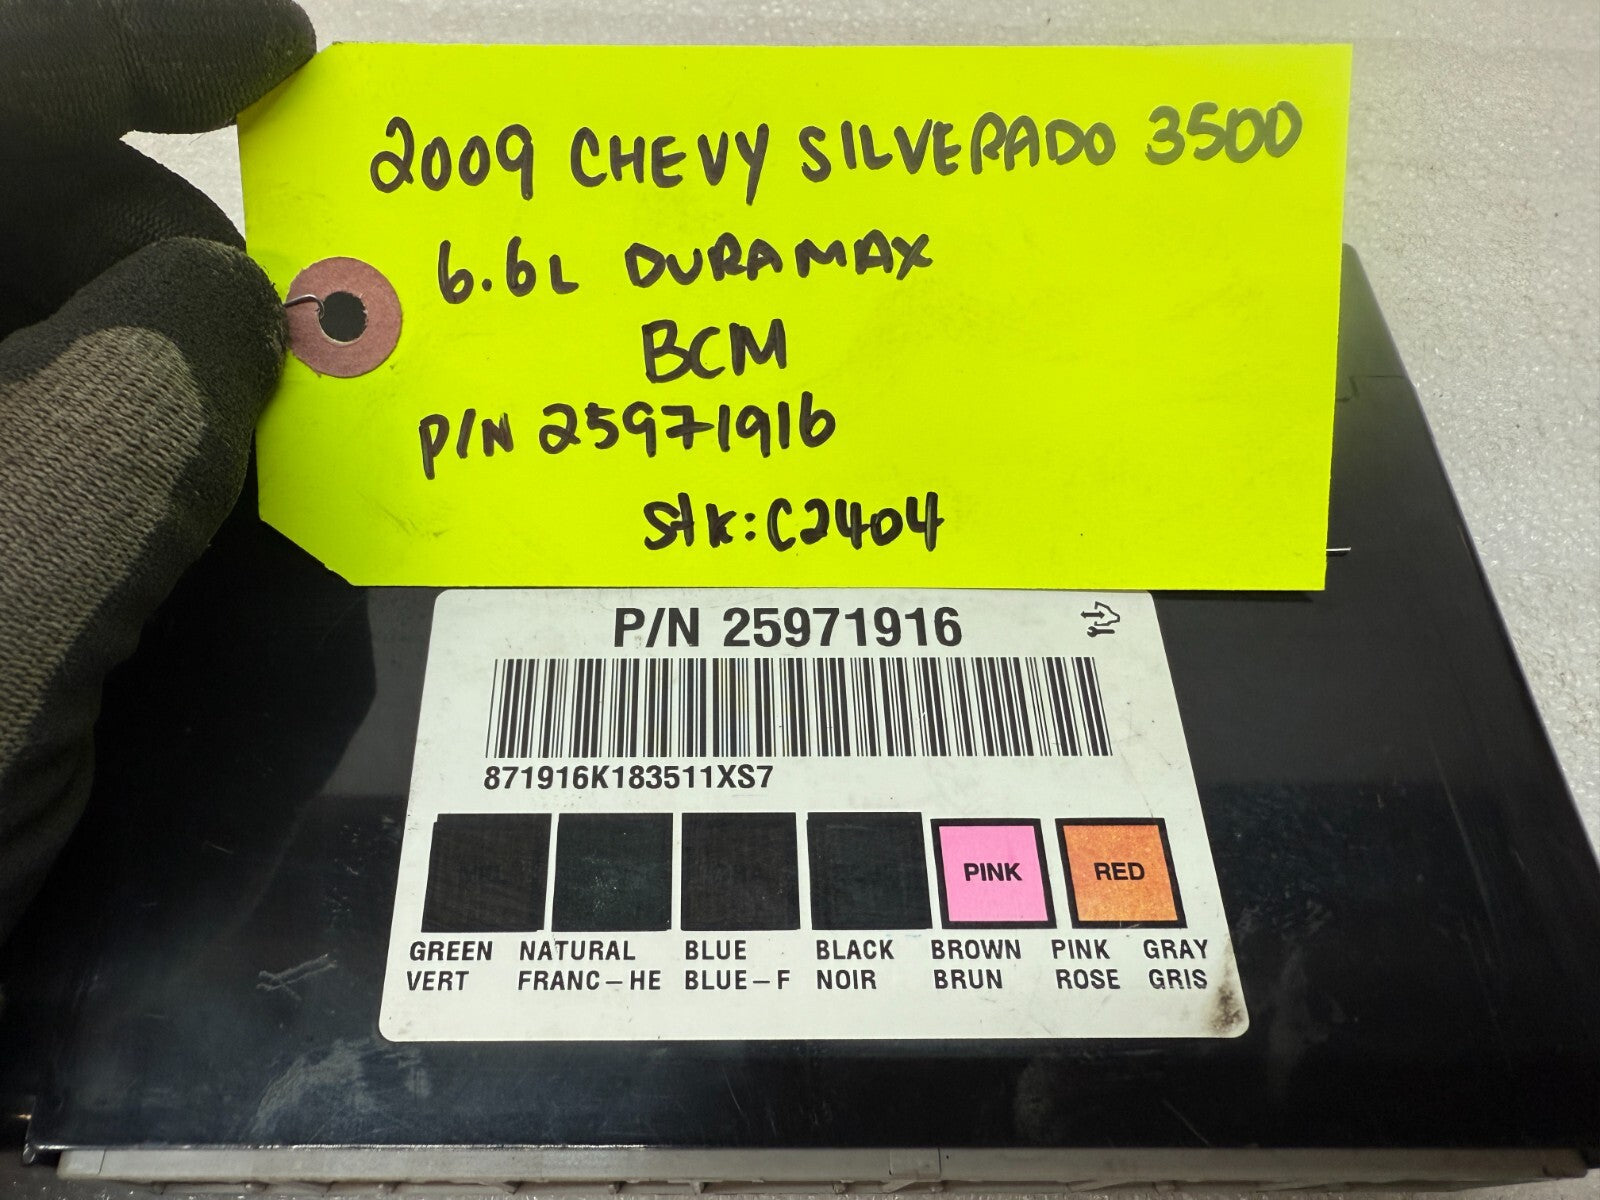 2009 CHEVY SILVERADO 3500
6.6L DURAMAX
BCM
P/N 25971916
Stk: C2404
P/N 25971916
871916K183511XS7
PINK RED
GREEN NATURAL BLUE BLACK BROWN PINK GRAY
VERT FRANC-HE BLUE-F NOIR BRUN ROSE GRIS